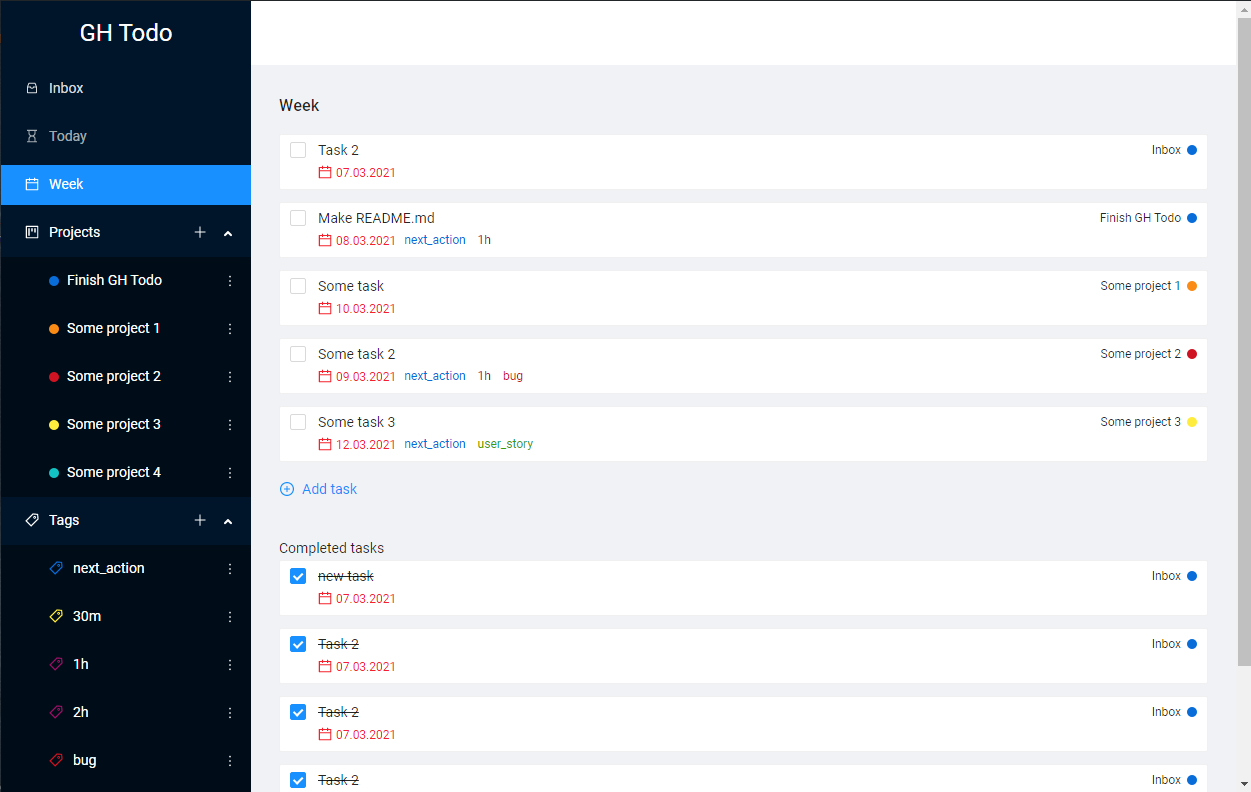 GH Todo
Inbox
Today
Week
Projects
Finish GH Todo
Some project 1
Some project 2
Some project 3
Some project 4
Tags
next_action
30m
1h
2h
bug
Week
Task 2 Inbox
07.03.2021
Make README.md Finish GH Todo
08.03.2021 next_action 1h
Some task Some project 1
10.03.2021
Some task 2 Some project 2
09.03.2021 next_action 1h bug
Some task 3 Some project 3
12.03.2021 next_action user_story
Add task
Completed tasks
new task Inbox
07.03.2021
Task 2 Inbox
07.03.2021
Task 2 Inbox
07.03.2021
Task 2 Inbox